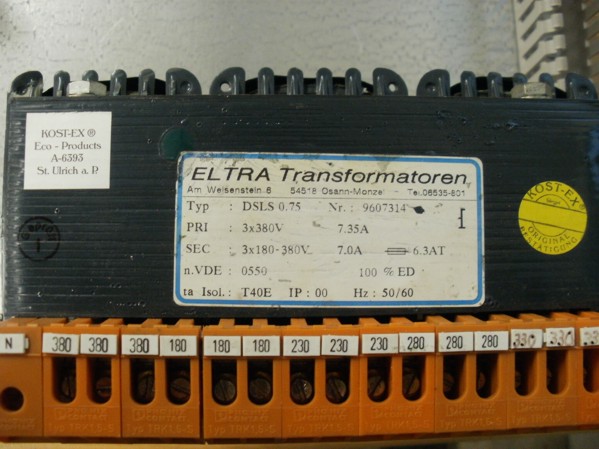 KOST-EX ®
Eco - Products
A-6393
St. Ulrich a. P.
ELTRA Transformatoren
Am Weisenstein 6 54518 Osann-Monzel Tel.06535-801
Typ : DSLS 0.75 Nr.: 9607314
PRI : 3x380V 7.35A
SEC : 3x180-380V 7.0A 6.3AT
n.VDE : 0550 100 % ED
ta Isol.: T40E IP : 00 Hz : 50/60
KOST-EX
ORIGINAL
N 380 380 380 180 180 180 230 230 230 280 280 280 330 330